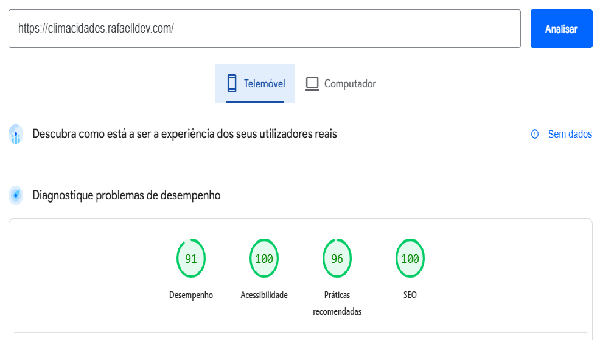 https://climacidados.rafaelldev.com/
Analisar
Telemóvel
Computador
Descubra como está a ser a experiência dos seus utilizadores reais
Sem dados
Diagnostique problemas de desempenho
91
100
96
100
Desempenho
Acessibilidade
Práticas
recomendadas
SEO